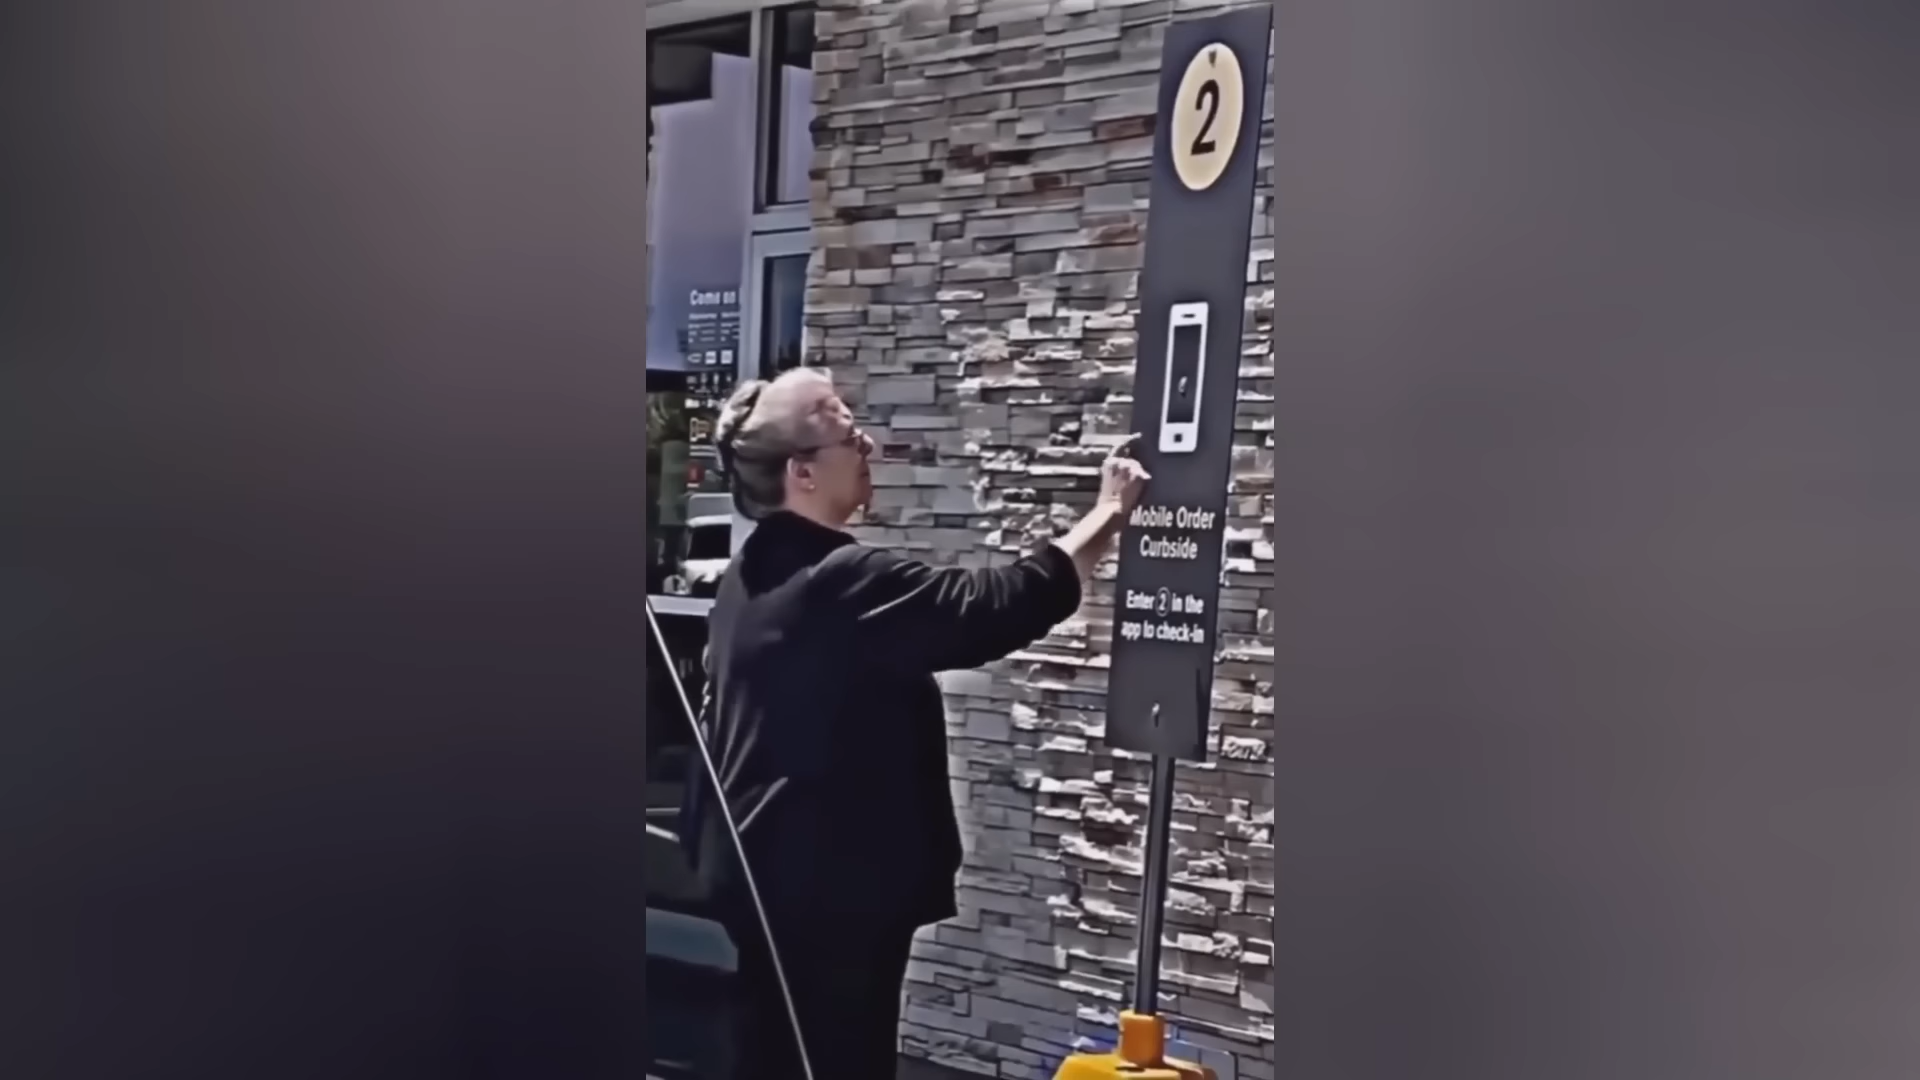 2
Come on
Mobile Order
Curbside
Enter 2 in the
app to check-in